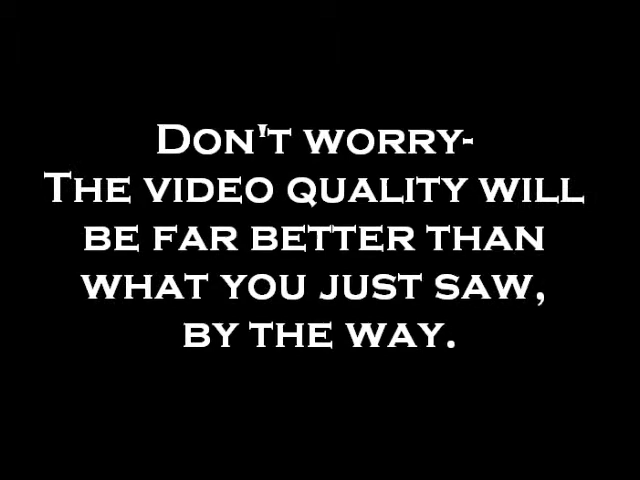 Don't worry-
The video quality will
be far better than
what you just saw,
by the way.